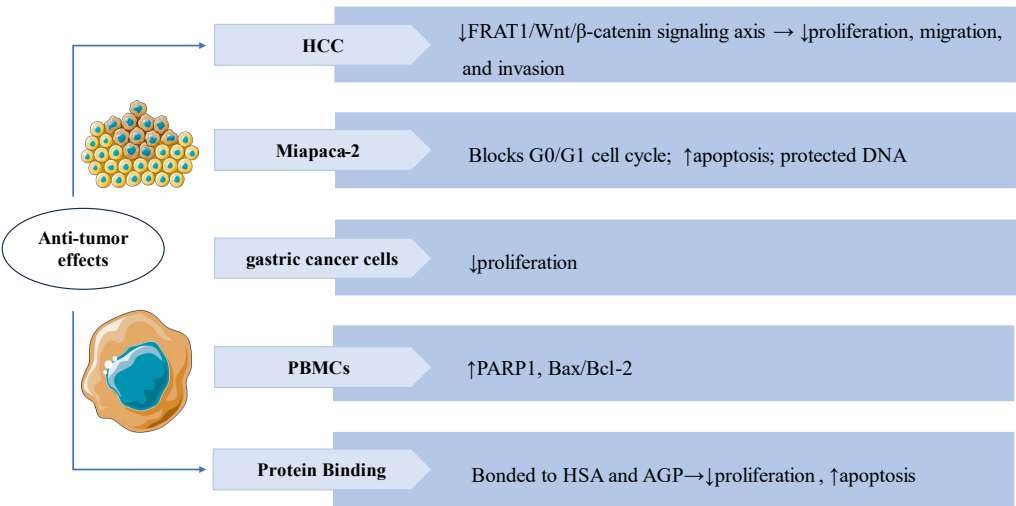 HCC
↓FRAT1/Wnt/β-catenin signaling axis → ↓proliferation, migration,
and invasion
Miapaca-2
Blocks G0/G1 cell cycle; ↑apoptosis; protected DNA
Anti-tumor
effects
gastric cancer cells
↓proliferation
PBMCs
↑PARP1, Bax/Bcl-2
Protein Binding
Bonded to HSA and AGP→↓proliferation , ↑apoptosis